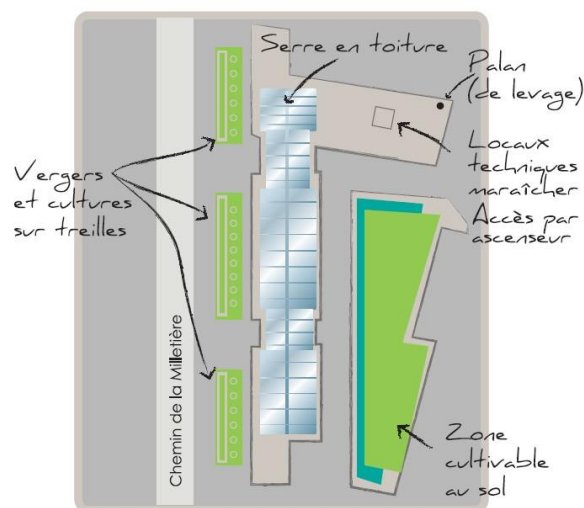 Serre en toiture
Palan
(de levage)
Locaux
techniques
maraîcher
Accès par
ascenseur
Vergers
et cultures
sur treilles
Chemin de la Milletière
Zone
cultivable
au sol